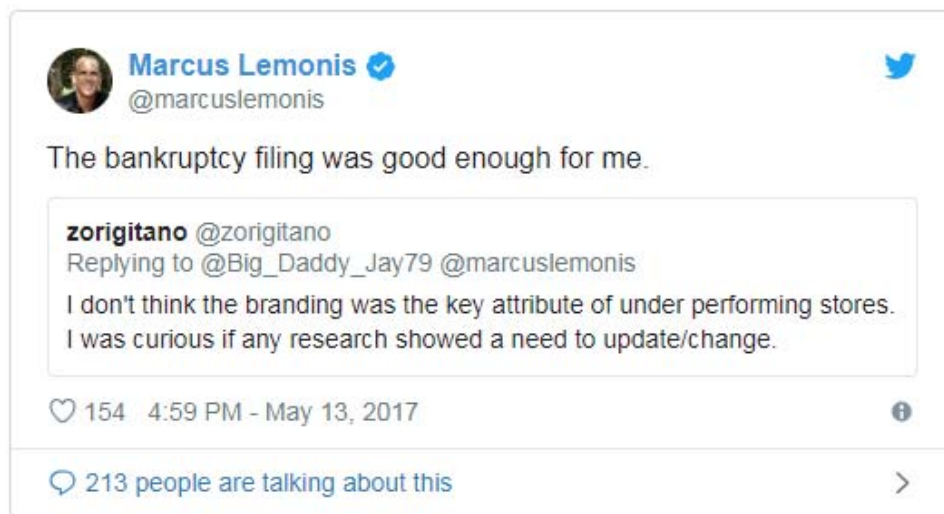 Marcus Lemonis
@marcuslemonis
The bankruptcy filing was good enough for me.
zorigitano @zorigitano
Replying to @Big_Daddy_Jay79 @marcuslemonis
I don't think the branding was the key attribute of under performing stores.
I was curious if any research showed a need to update/change.
154 4:59 PM - May 13, 2017
213 people are talking about this